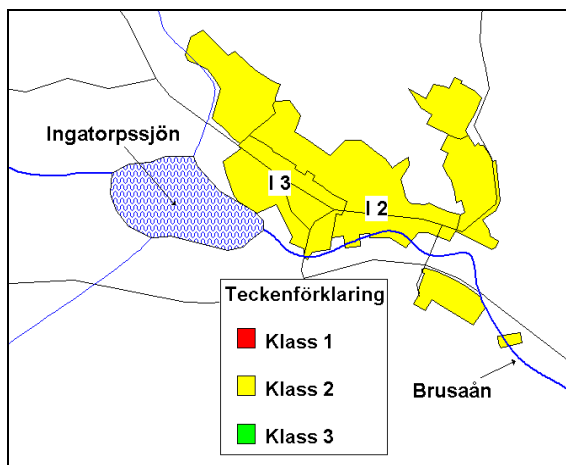 Ingatorpssjön
I 3
I 2
Teckenförklaring
Klass 1
Klass 2
Klass 3
Brusaån